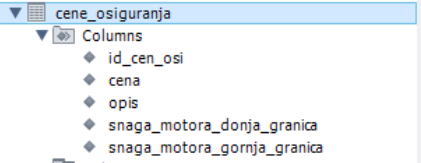 cene_osiguranja
Columns
id_cen_osi
cena
opis
snaga_motora_donja_granica
snaga_motora_gornja_granica